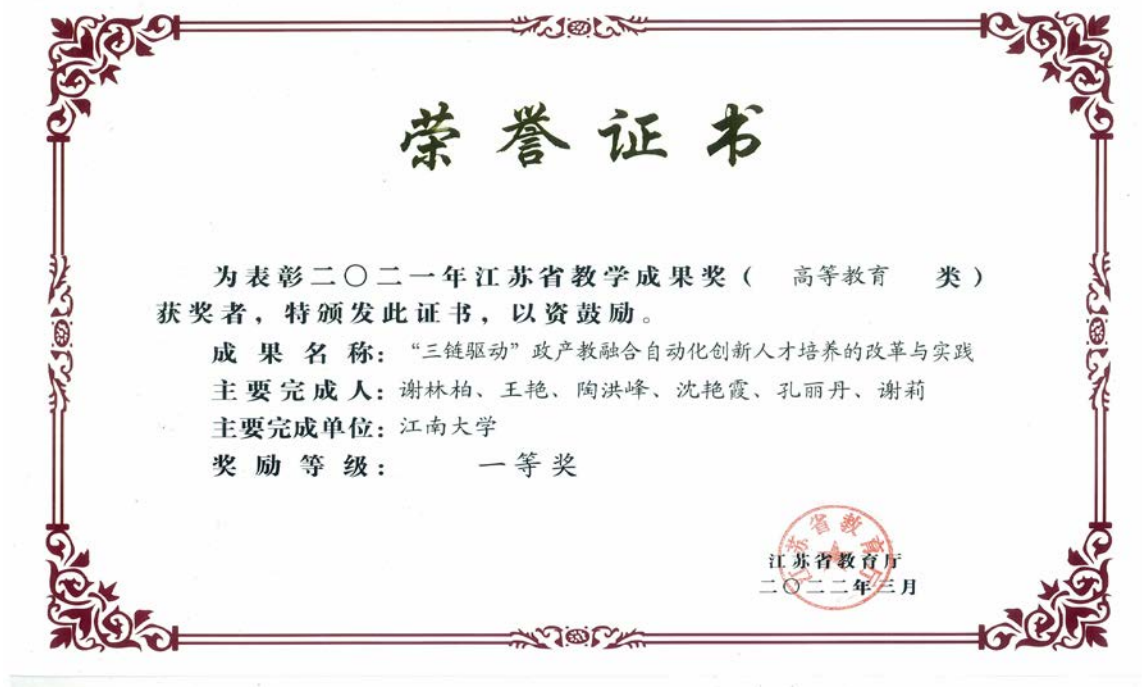 荣誉证书
为表彰二〇二一年江苏省教学成果奖（ 高等教育 类）
获奖者，特颁发此证书，以资鼓励。
成果名称：“三链驱动”政产教融合自动化创新人才培养的改革与实践
主要完成人：谢林柏、王艳、陶洪峰、沈艳霞、孔丽丹、谢莉
主要完成单位：江南大学
奖励等级： 一等奖
江苏省教育厅
江苏省教育厅
二〇二二年三月